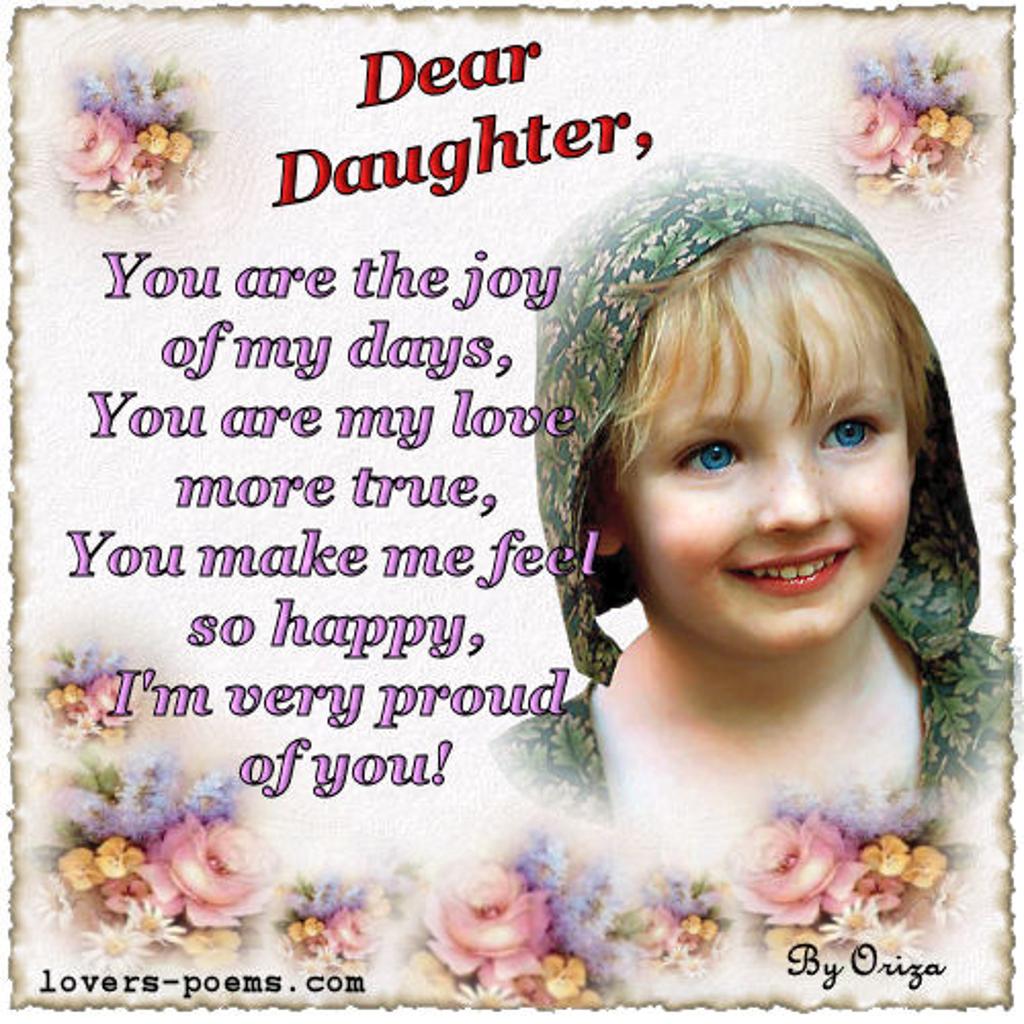 Dear
Daughter,
You are the joy
of my days,
You are my love
more true,
You make me feel
so happy,
I'm very proud
of you!
lovers-poems.com
By Oriza